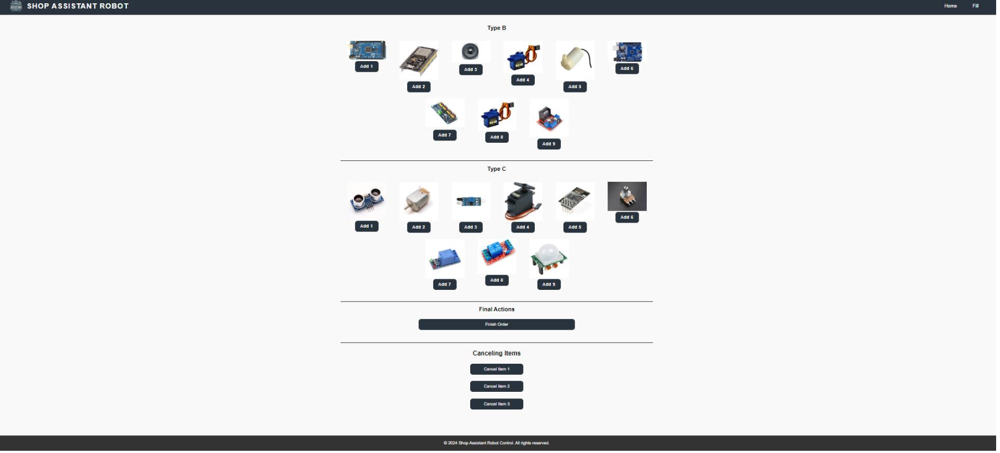 SHOP ASSISTANT ROBOT
Home
Fill
Type B
Add 1
Add 2
Add 3
Add 4
Add 5
Add 6
Add 7
Add 8
Add 9
Type C
Add 1
Add 2
Add 3
Add 4
Add 5
Add 6
Add 7
Add 8
Add 9
Final Actions
Finish Order
Canceling Items
Cancel Item 1
Cancel Item 2
Cancel Item 3
© 2024 Shop Assistant Robot Control. All rights reserved.